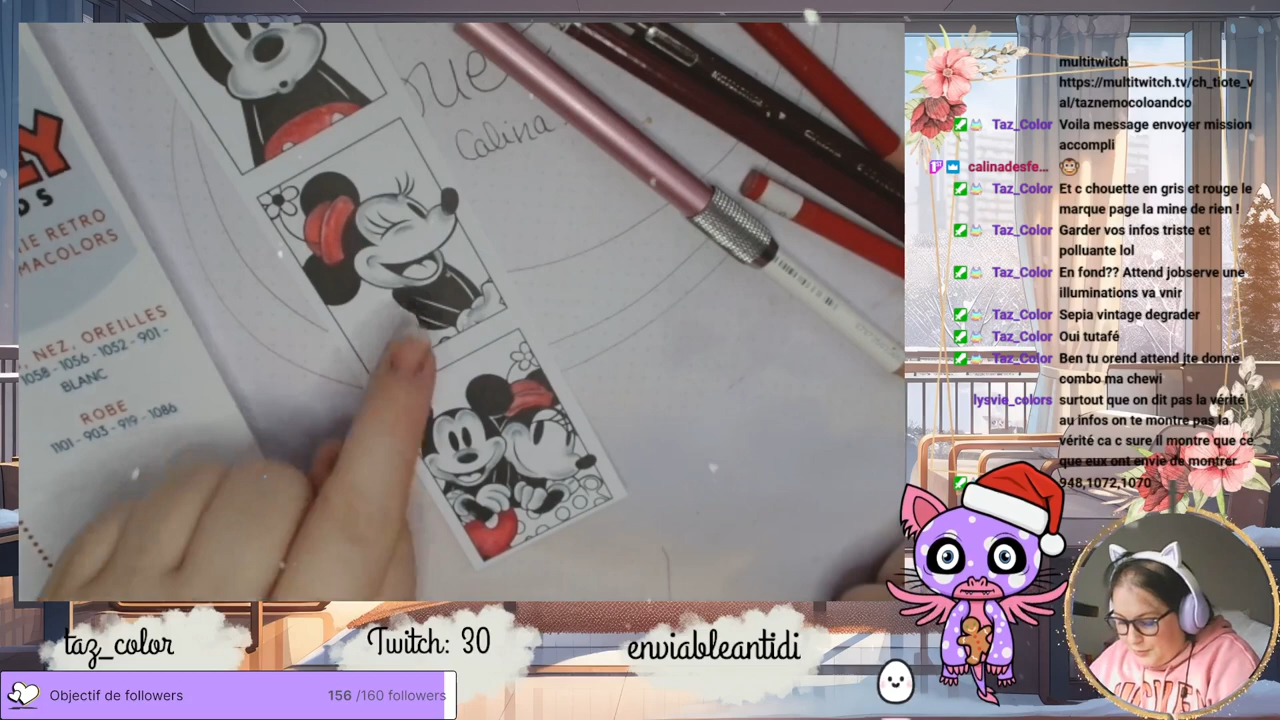 Y
DS
IE RETRO
MACOLORS
NEZ, OREILLES
1058 - 1056 - 1052 - 901 -
BLANC
ROBE
1101 - 903 - 919 - 1086
Calina
multitwitch
https://multitwitch.tv/ch_tiote_v
al/taznemocoloandco
Taz_Color Voila message envoyer mission
accompli
calinadesfe...
Taz_Color Et c chouette en gris et rouge le
marque page la mine de rien !
Taz_Color Garder vos infos triste et
polluante lol
Taz_Color En fond?? Attend jobserve une
illuminations va vnir
Taz_Color Sepia vintage degrader
Taz_Color Oui tutafé
Taz_Color Ben tu orend attend jte donne
combo ma chewi
lysvie_colors surtout que on dit pas la vérité
au infos on te montre pas la
vérité ca c sure il montre que ce
que eux ont envie de montrer
948,1072,1070
taz_color
Twitch: 30
enviableantidi
Objectif de followers 156 /160 followers